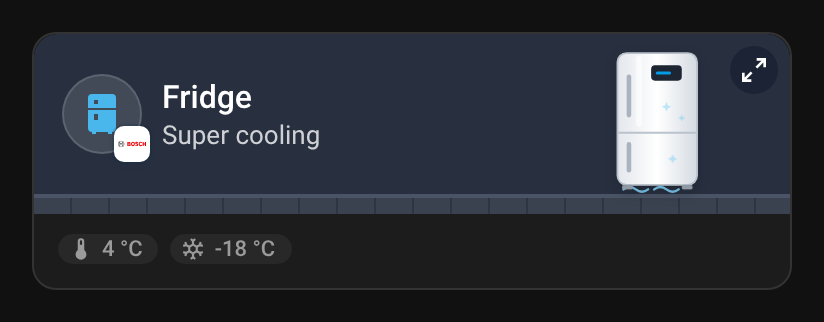 Fridge
Super cooling
BOSCH
4 °C
-18 °C